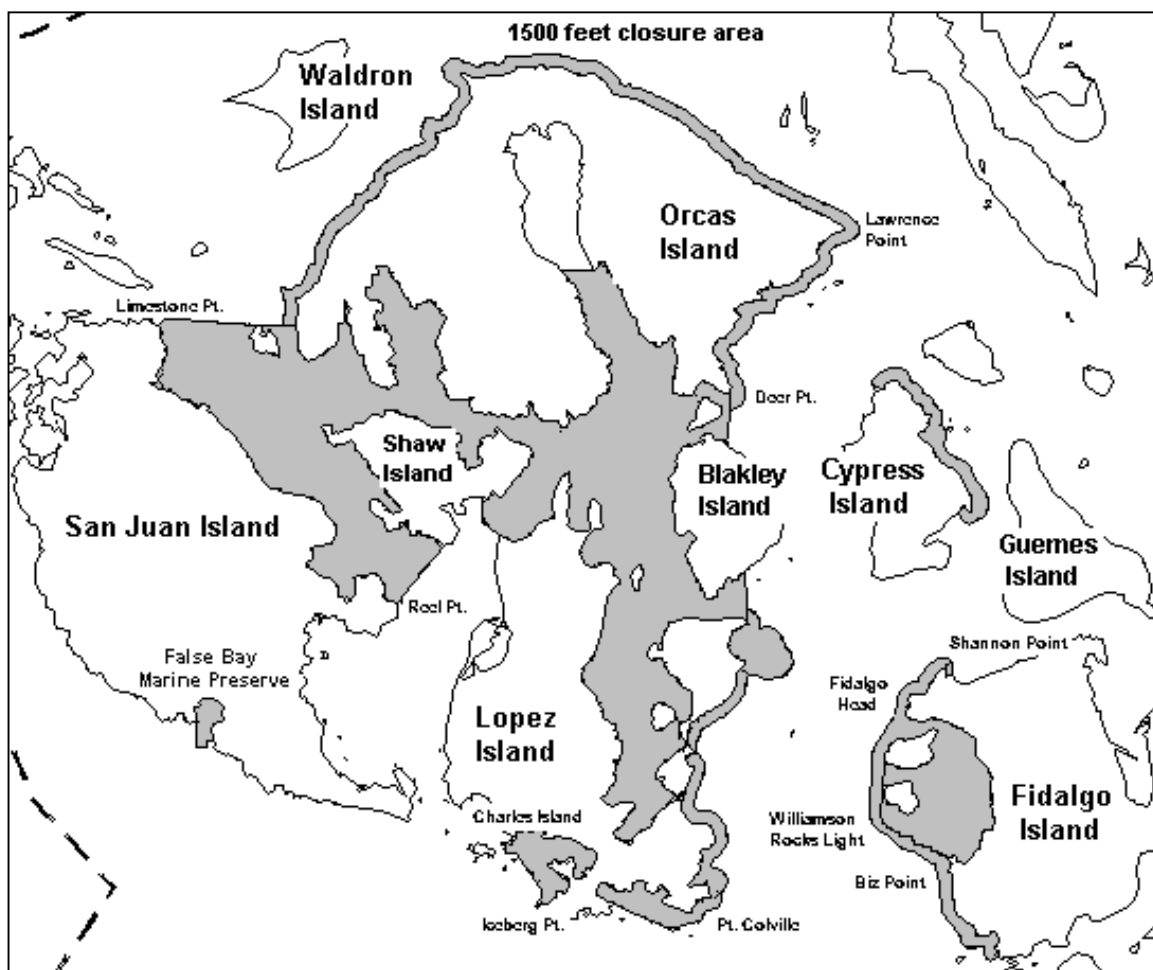 1500 feet closure area
Waldron
Island
Orcas
Island
Lawrence
Point
Limestone Pt.
Deer Pt.
Shaw
Island
Blakley
Island
Cypress
Island
San Juan Island
Guemes
Island
Reel Pt.
Shannon Point
False Bay
Marine Preserve
Fidalgo
Head
Lopez
Island
Fidalgo
Island
Charles Island
Williamson
Rocks Light
Biz Point
Iceberg Pt.
Pt. Colville